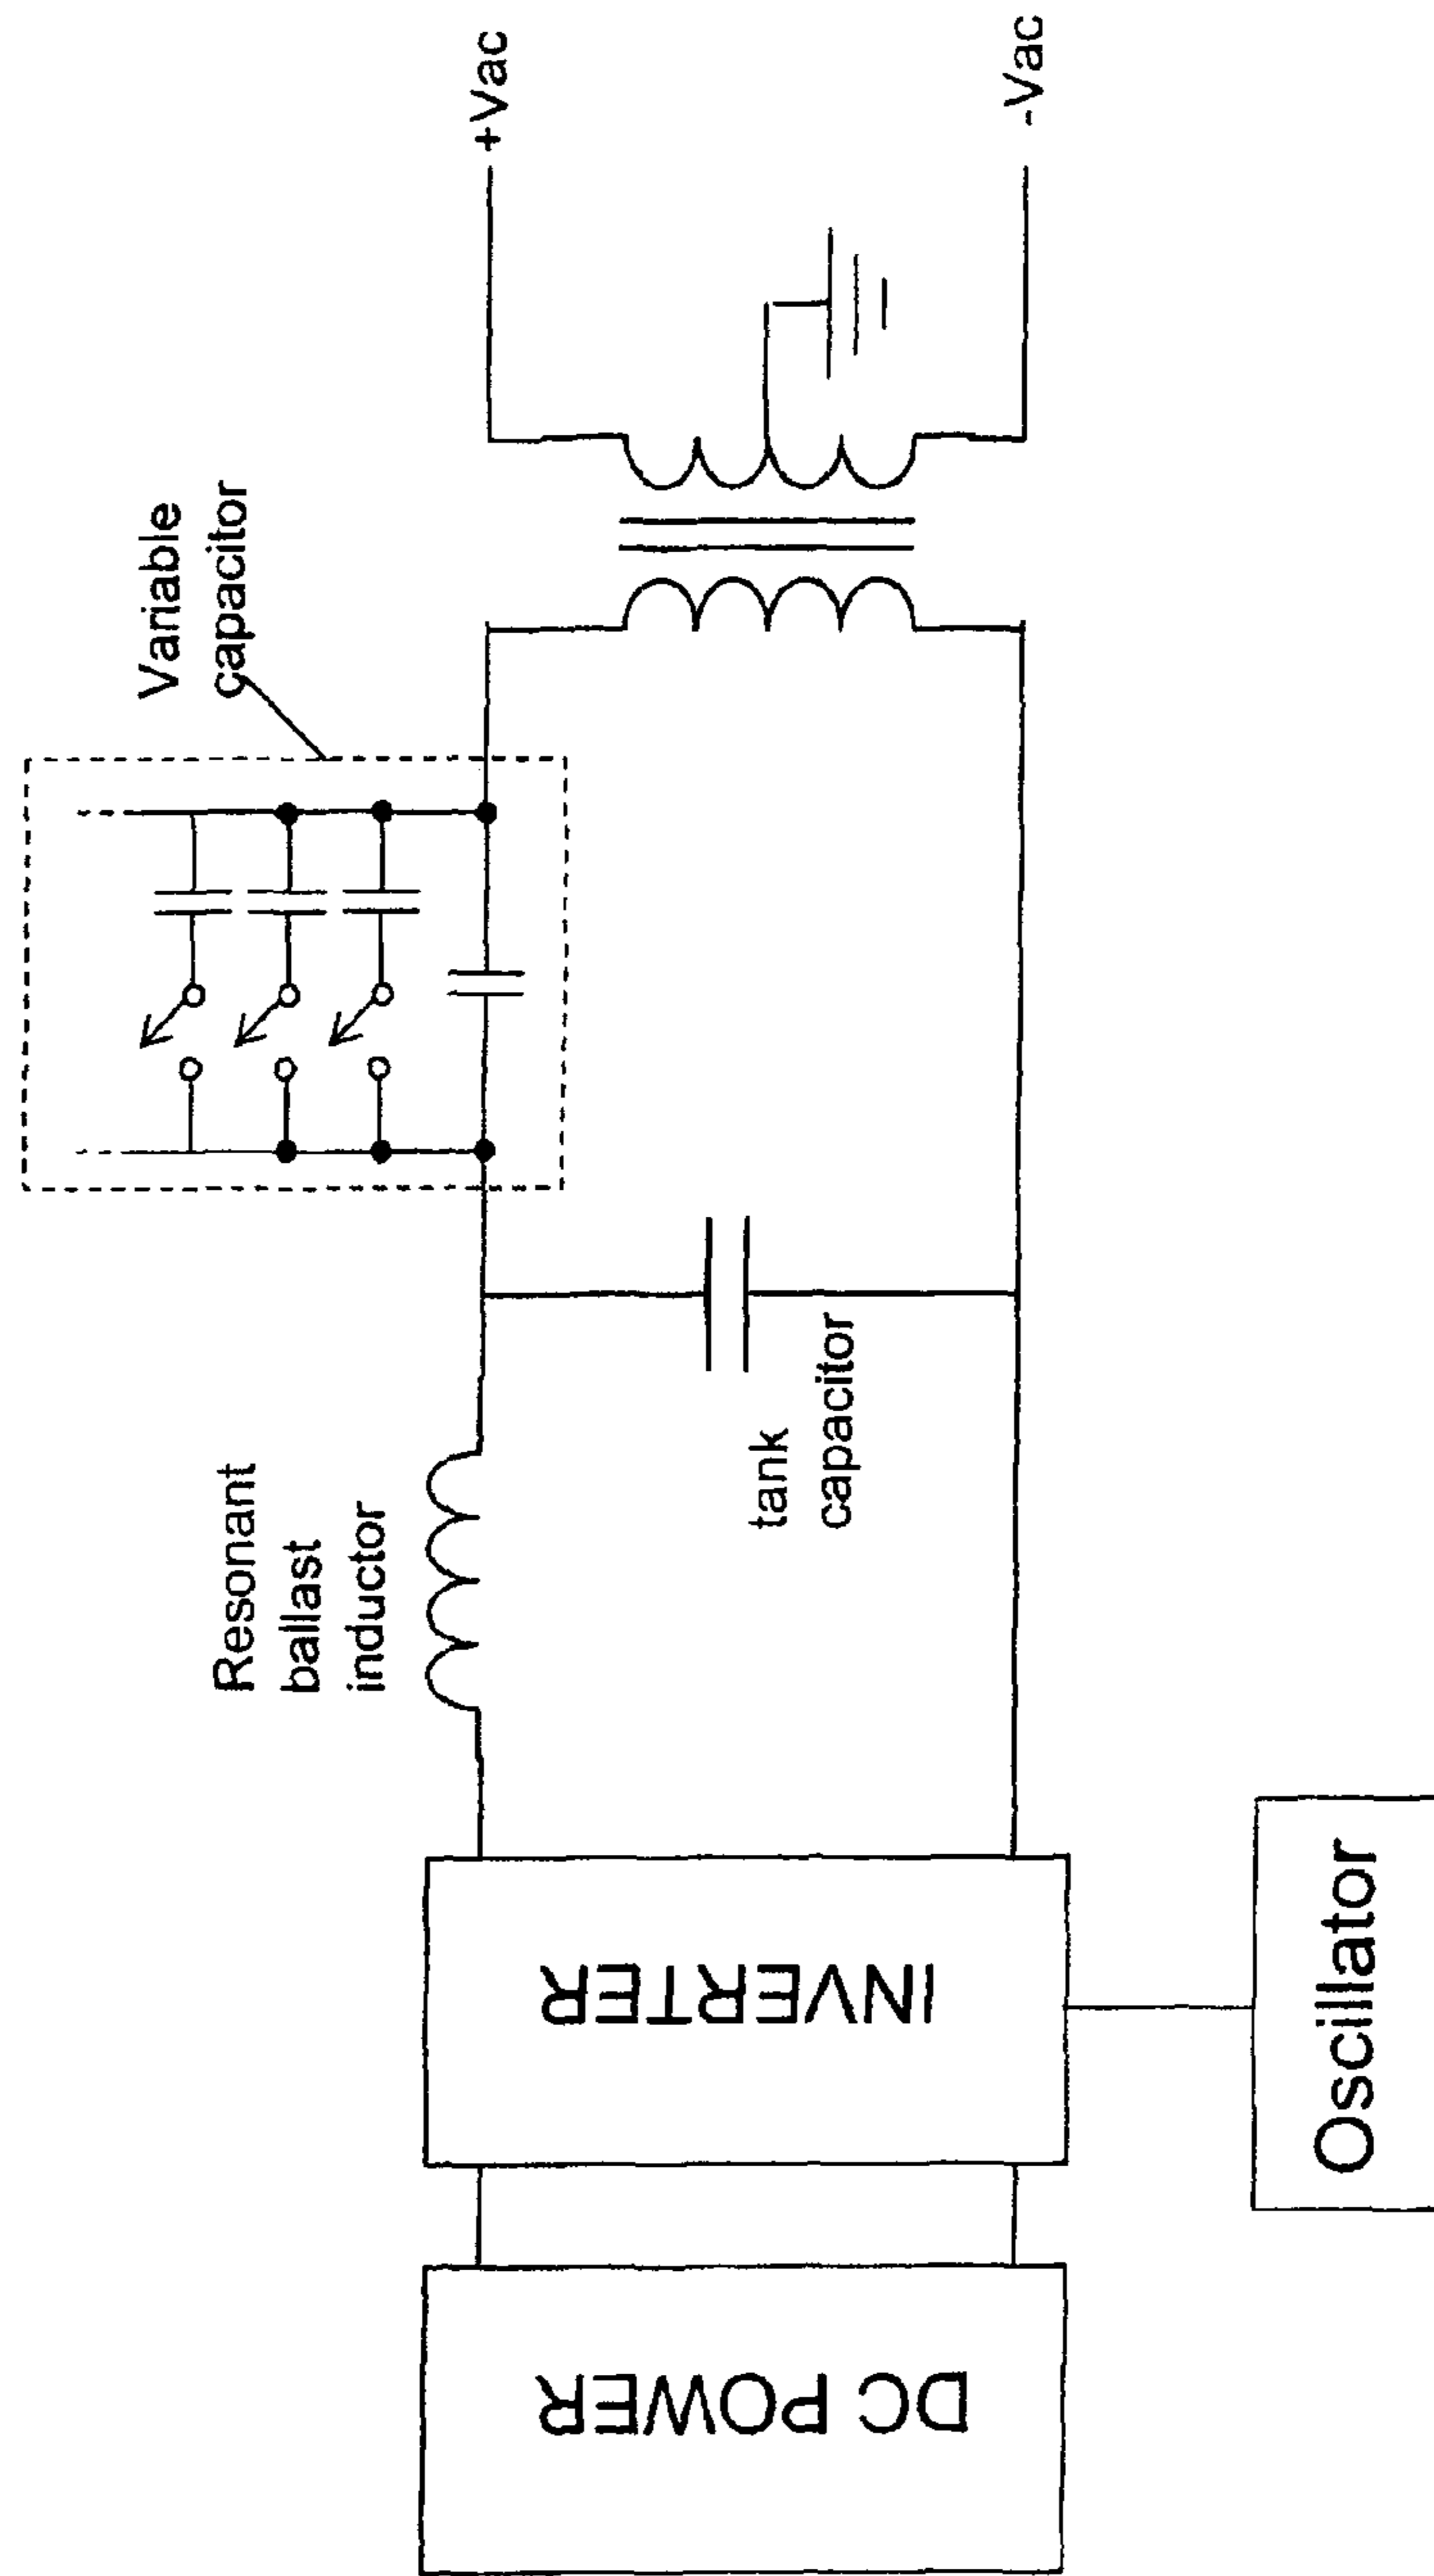 Variable
capacitor
+Vac
-Vac
Resonant
ballast
inductor
tank
capacitor
DC POWER
INVERTER
Oscillator